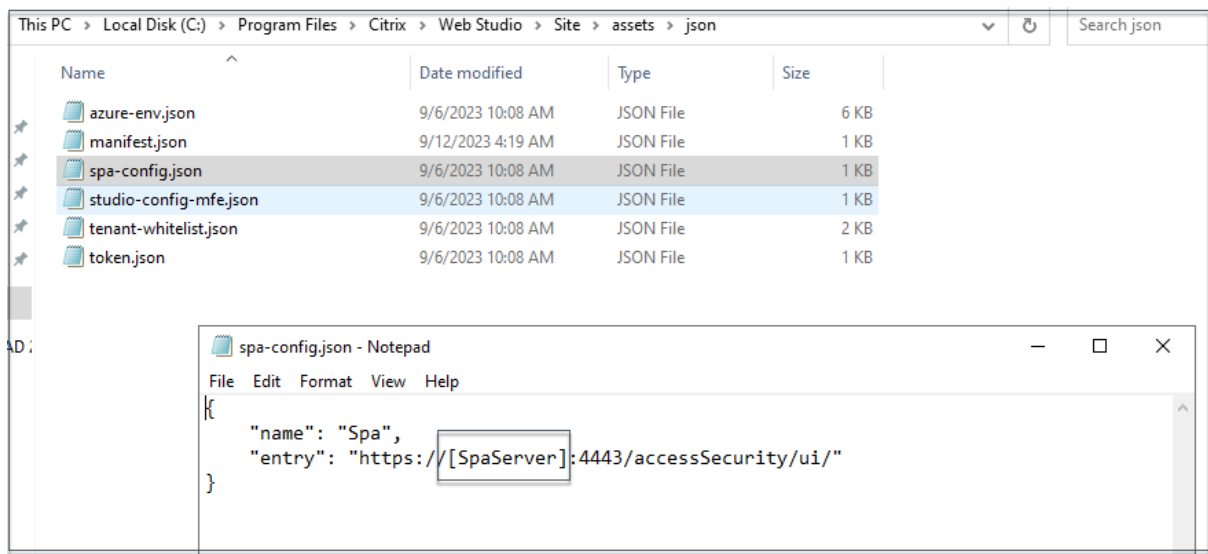 This PC > Local Disk (C:) > Program Files > Citrix > Web Studio > Site > assets > json Search json
Name Date modified Type Size
azure-env.json 9/6/2023 10:08 AM JSON File 6 KB
manifest.json 9/12/2023 4:19 AM JSON File 1 KB
spa-config.json 9/6/2023 10:08 AM JSON File 1 KB
studio-config-mfe.json 9/6/2023 10:08 AM JSON File 1 KB
tenant-whitelist.json 9/6/2023 10:08 AM JSON File 2 KB
token.json 9/6/2023 10:08 AM JSON File 1 KB
spa-config.json - Notepad
File Edit Format View Help
{
"name": "Spa",
"entry": "https://[SpaServer]:4443/accessSecurity/ui/"
}